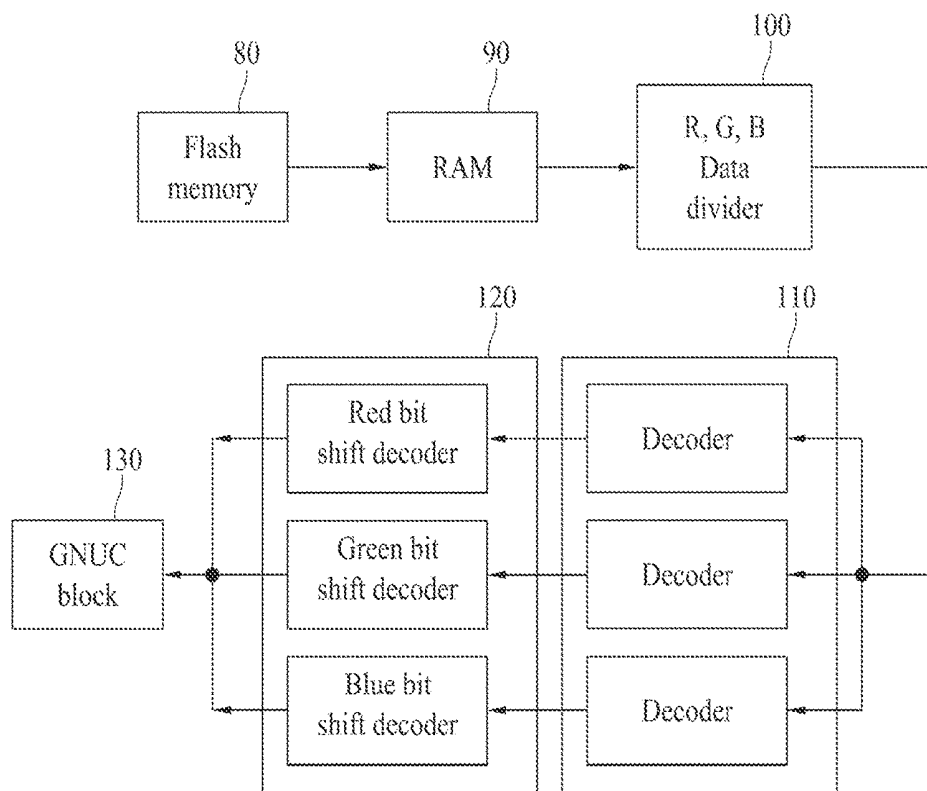 80
90
100
Flash
memory
RAM
R, G, B
Data
divider
120
110
130
Red bit
shift decoder
Decoder
GNUC
block
Green bit
shift decoder
Decoder
Blue bit
shift decoder
Decoder